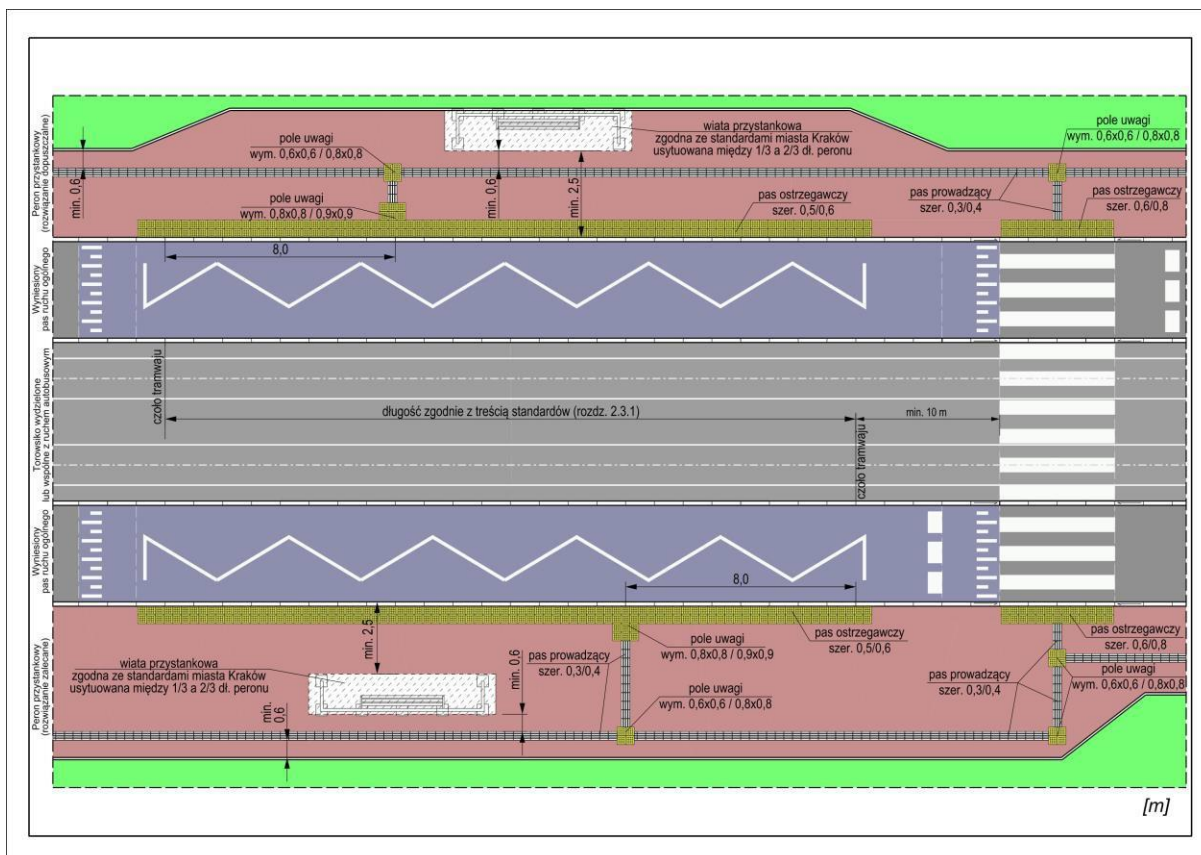 Peron przystankowy
(rozwiązanie dopuszczalne)
pole uwagi
wym. 0,6x0,6 / 0,8x0,8
wiata przystankowa
zgodna ze standardami miasta Kraków
usytuowana między 1/3 a 2/3 dł. peronu
pole uwagi
wym. 0,6x0,6 / 0,8x0,8
min. 0,6
pole uwagi
wym. 0,8x0,8 / 0,9x0,9
min. 0,6
min. 2,5
pas ostrzegawczy
szer. 0,5/0,6
pas prowadzący
szer. 0,3/0,4
pas ostrzegawczy
szer. 0,6/0,8
Wyniesiony
pas ruchu ogólnego
8,0
Torowsiko wydzielone
lub wspólne z ruchem autobusowym
czoło tramwaju
długość zgodnie z treścią standardów (rozdz. 2.3.1)
min. 10 m
czoło tramwaju
Wyniesiony
pas ruchu ogólnego
8,0
Peron przystankowy
(rozwiązanie zalecane)
min. 2,5
wiata przystankowa
zgodna ze standardami miasta Kraków
usytuowana między 1/3 a 2/3 dł. peronu
min.
0,6
min. 0,6
pas prowadzący
szer. 0,3/0,4
pole uwagi
wym. 0,8x0,8 / 0,9x0,9
pas ostrzegawczy
szer. 0,5/0,6
pole uwagi
wym. 0,6x0,6 / 0,8x0,8
pas prowadzący
szer. 0,3/0,4
pas ostrzegawczy
szer. 0,6/0,8
pole uwagi
wym. 0,6x0,6 / 0,8x0,8
[m]